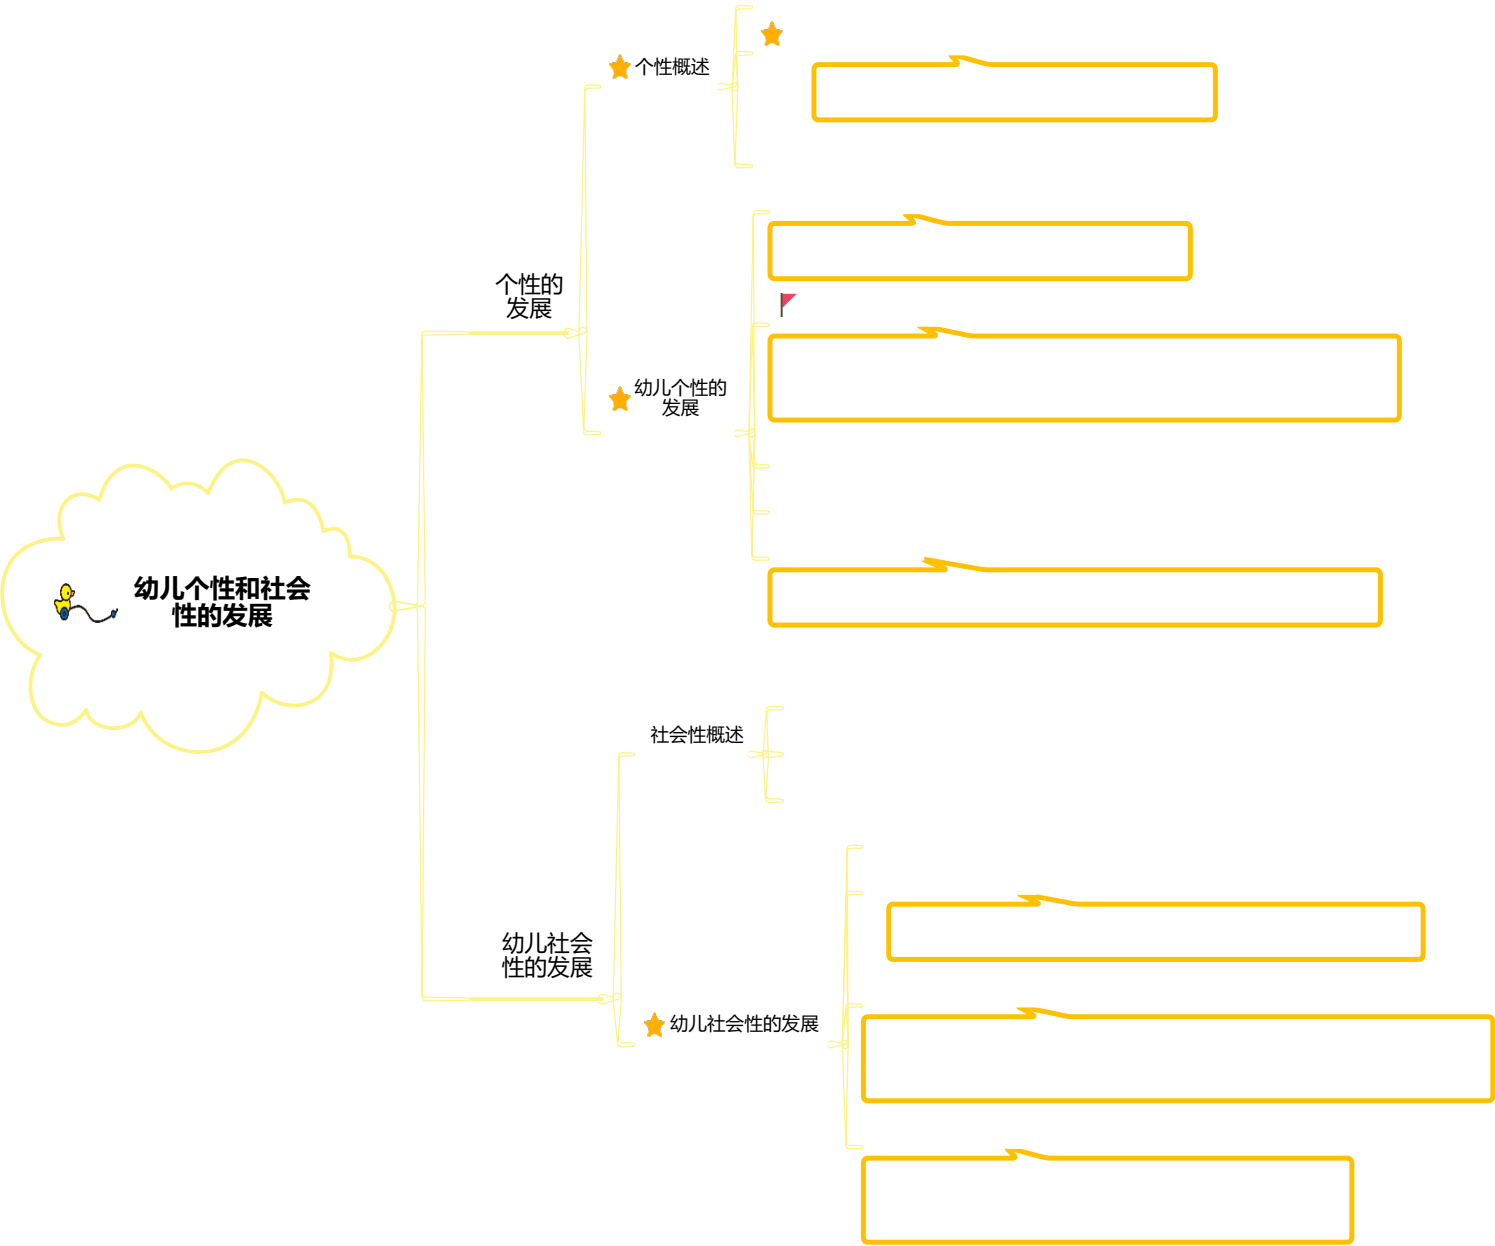 个性概述
个性的
发展
幼儿个性的
发展
幼儿个性和社会
性的发展
社会性概述
幼儿社会
性的发展
幼儿社会性的发展